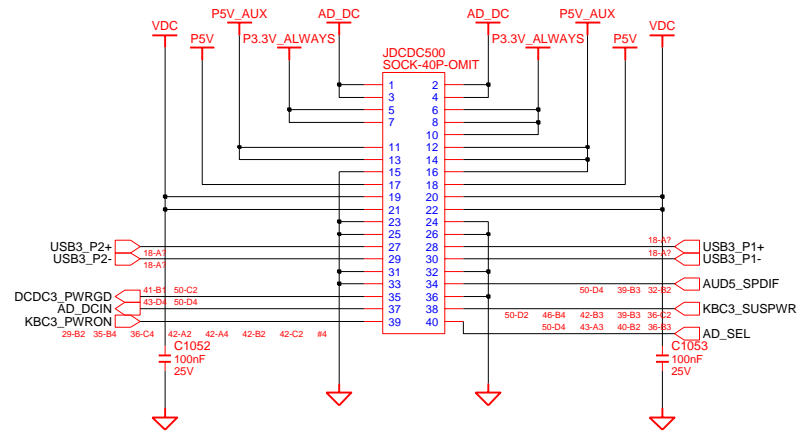 P5V_AUX AD_DC AD_DC P5V_AUX
VDC VDC
P5V P3.3V_ALWAYS P3.3V_ALWAYS P5V
JDCDC500
SOCK-40P-OMIT
1 2
3 4
5 6
7 8
10
11 12
13 14
15 16
17 18
19 20
21 22
23 24
25 26
27 28
29 30
31 32
33 34
35 36
37 38
39 40
USB3_P2+ 18-A?
USB3_P2- 18-A?
DCDC3_PWRGD 41-B1 50-C2
AD_DCIN 43-D4 50-D4
KBC3_PWRON
29-B2 35-B4 36-C4 42-A2 42-A4 42-B2 42-C2 #4
18-A? USB3_P1+
18-A? USB3_P1-
50-D4 39-B3 32-B2 AUD5_SPDIF
50-D2 46-B4 42-B3 39-B3 36-C2 KBC3_SUSPWR
50-D4 43-A3 40-B2 36-B3 AD_SEL
C1052
100nF
25V
C1053
100nF
25V